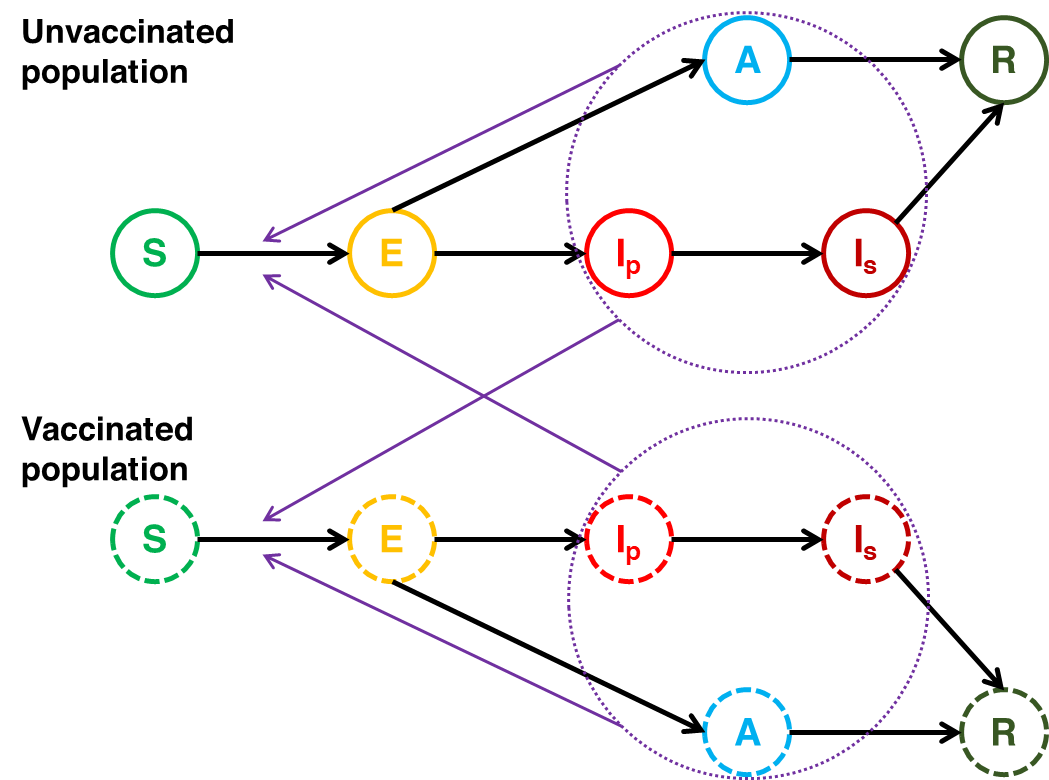 Unvaccinated
population
A
R
S
E
Ip
Is
Vaccinated
population
S
E
Ip
Is
A
R